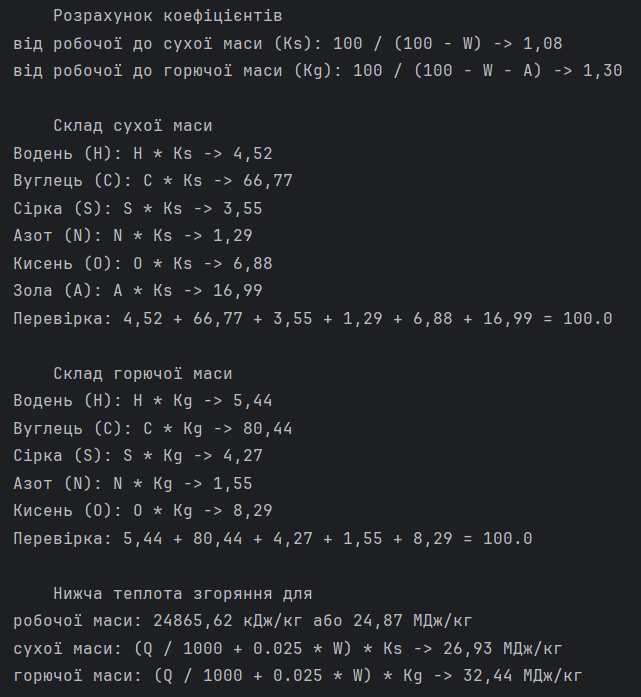 Розрахунок коефіцієнтів
від робочої до сухої маси (Ks): 100 / (100 - W) -> 1,08
від робочої до горючої маси (Kg): 100 / (100 - W - A) -> 1,30
Склад сухої маси
Водень (H): H * Ks -> 4,52
Вуглець (C): C * Ks -> 66,77
Сірка (S): S * Ks -> 3,55
Азот (N): N * Ks -> 1,29
Кисень (O): O * Ks -> 6,88
Зола (A): A * Ks -> 16,99
Перевірка: 4,52 + 66,77 + 3,55 + 1,29 + 6,88 + 16,99 = 100.0
Склад горючої маси
Водень (H): H * Kg -> 5,44
Вуглець (C): C * Kg -> 80,44
Сірка (S): S * Kg -> 4,27
Азот (N): N * Kg -> 1,55
Кисень (O): O * Kg -> 8,29
Перевірка: 5,44 + 80,44 + 4,27 + 1,55 + 8,29 = 100.0
Нижча теплота згоряння для
робочої маси: 24865,62 кДж/кг або 24,87 МДж/кг
сухої маси: (Q / 1000 + 0.025 * W) * Ks -> 26,93 МДж/кг
горючої маси: (Q / 1000 + 0.025 * W) * Kg -> 32,44 МДж/кг